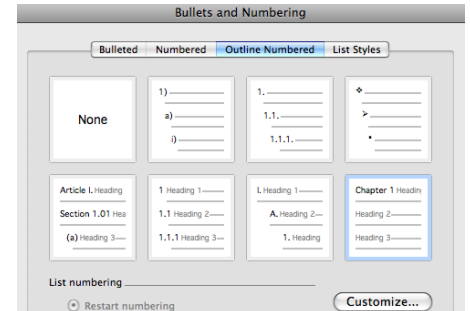 Bullets and Numbering
Bulleted Numbered Outline Numbered List Styles
None
1)
a)
i)
1.
1.1.
1.1.1.
❖
➢
▪
Article I. Heading
Section 1.01 Hea
(a) Heading 3
1 Heading 1
1.1 Heading 2
1.1.1 Heading 3
I. Heading 1
A. Heading 2
1. Heading
Chapter 1 Headin
Heading 2
Heading 3
List numbering
Restart numbering
Customize...